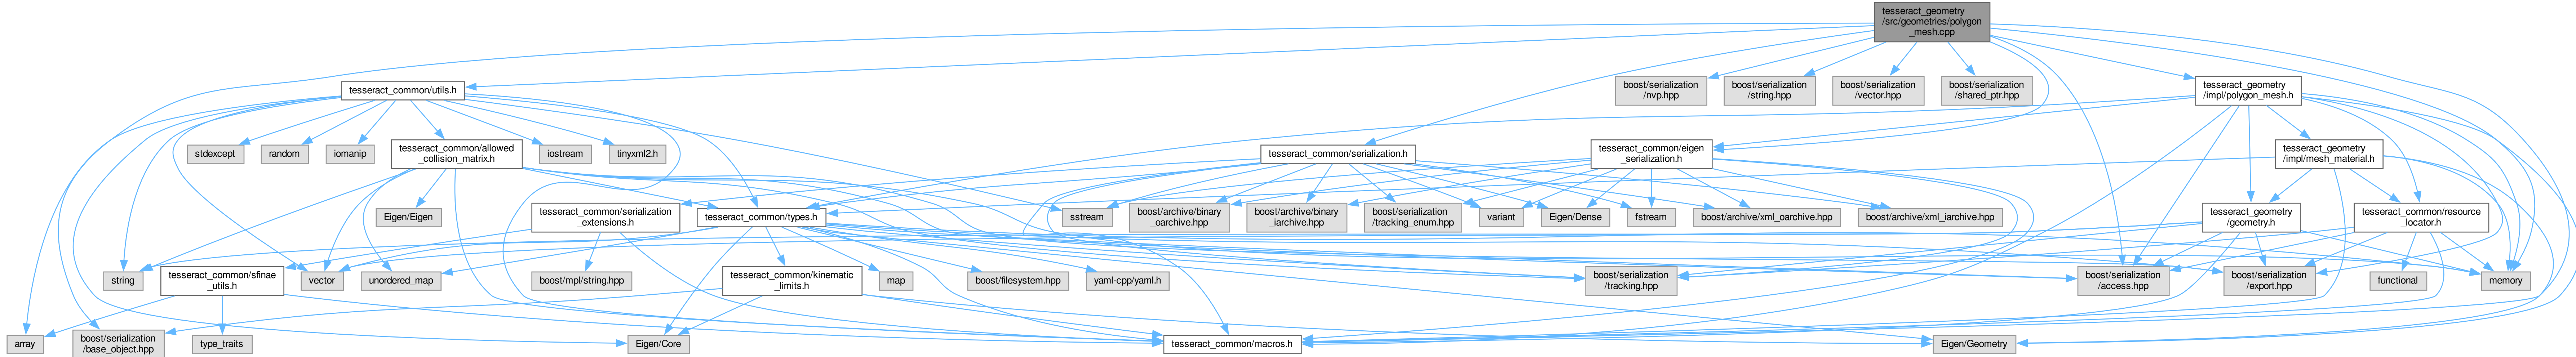 tesseract_geometry
/src/geometries/polygon
_mesh.cpp
tesseract_common/utils.h
boost/serialization
/nvp.hpp
boost/serialization
/string.hpp
boost/serialization
/vector.hpp
boost/serialization
/shared_ptr.hpp
tesseract_geometry
/impl/polygon_mesh.h
stdexcept
random
iomanip
tesseract_common/allowed
_collision_matrix.h
iostream
tinyxml2.h
tesseract_common/serialization.h
tesseract_common/eigen
_serialization.h
tesseract_geometry
/impl/mesh_material.h
Eigen/Eigen
tesseract_common/serialization
_extensions.h
tesseract_common/types.h
sstream
boost/archive/binary
_oarchive.hpp
boost/archive/binary
_iarchive.hpp
boost/serialization
/tracking_enum.hpp
variant
Eigen/Dense
fstream
boost/archive/xml_oarchive.hpp
boost/archive/xml_iarchive.hpp
tesseract_geometry
/geometry.h
tesseract_common/resource
_locator.h
string
tesseract_common/sfinae
_utils.h
vector
unordered_map
boost/mpl/string.hpp
tesseract_common/kinematic
_limits.h
map
boost/filesystem.hpp
yaml-cpp/yaml.h
boost/serialization
/tracking.hpp
boost/serialization
/access.hpp
boost/serialization
/export.hpp
functional
memory
array
boost/serialization
/base_object.hpp
type_traits
Eigen/Core
tesseract_common/macros.h
Eigen/Geometry